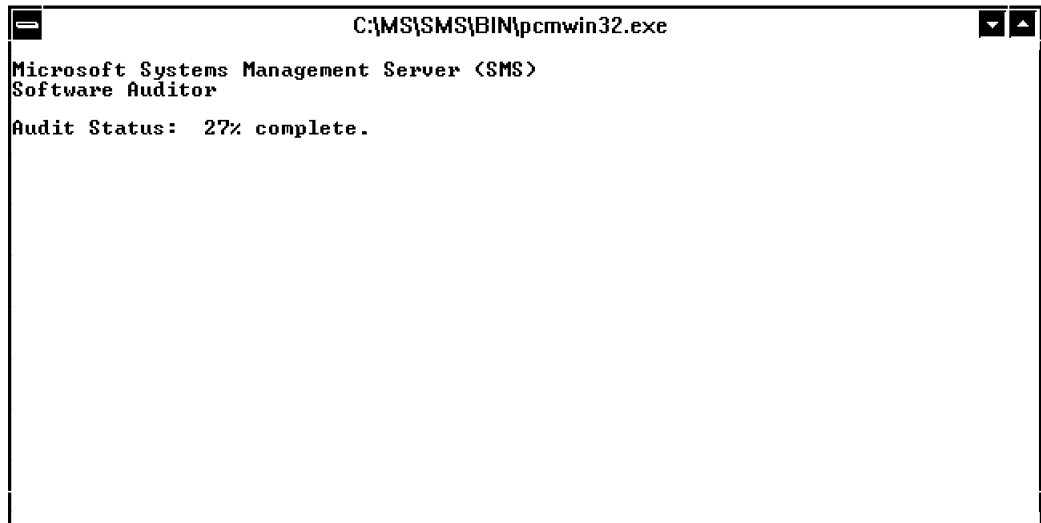 C:\MS\SMS\BIN\pcmwin32.exe
Microsoft Systems Management Server (SMS)
Software Auditor
Audit Status:  27% complete.